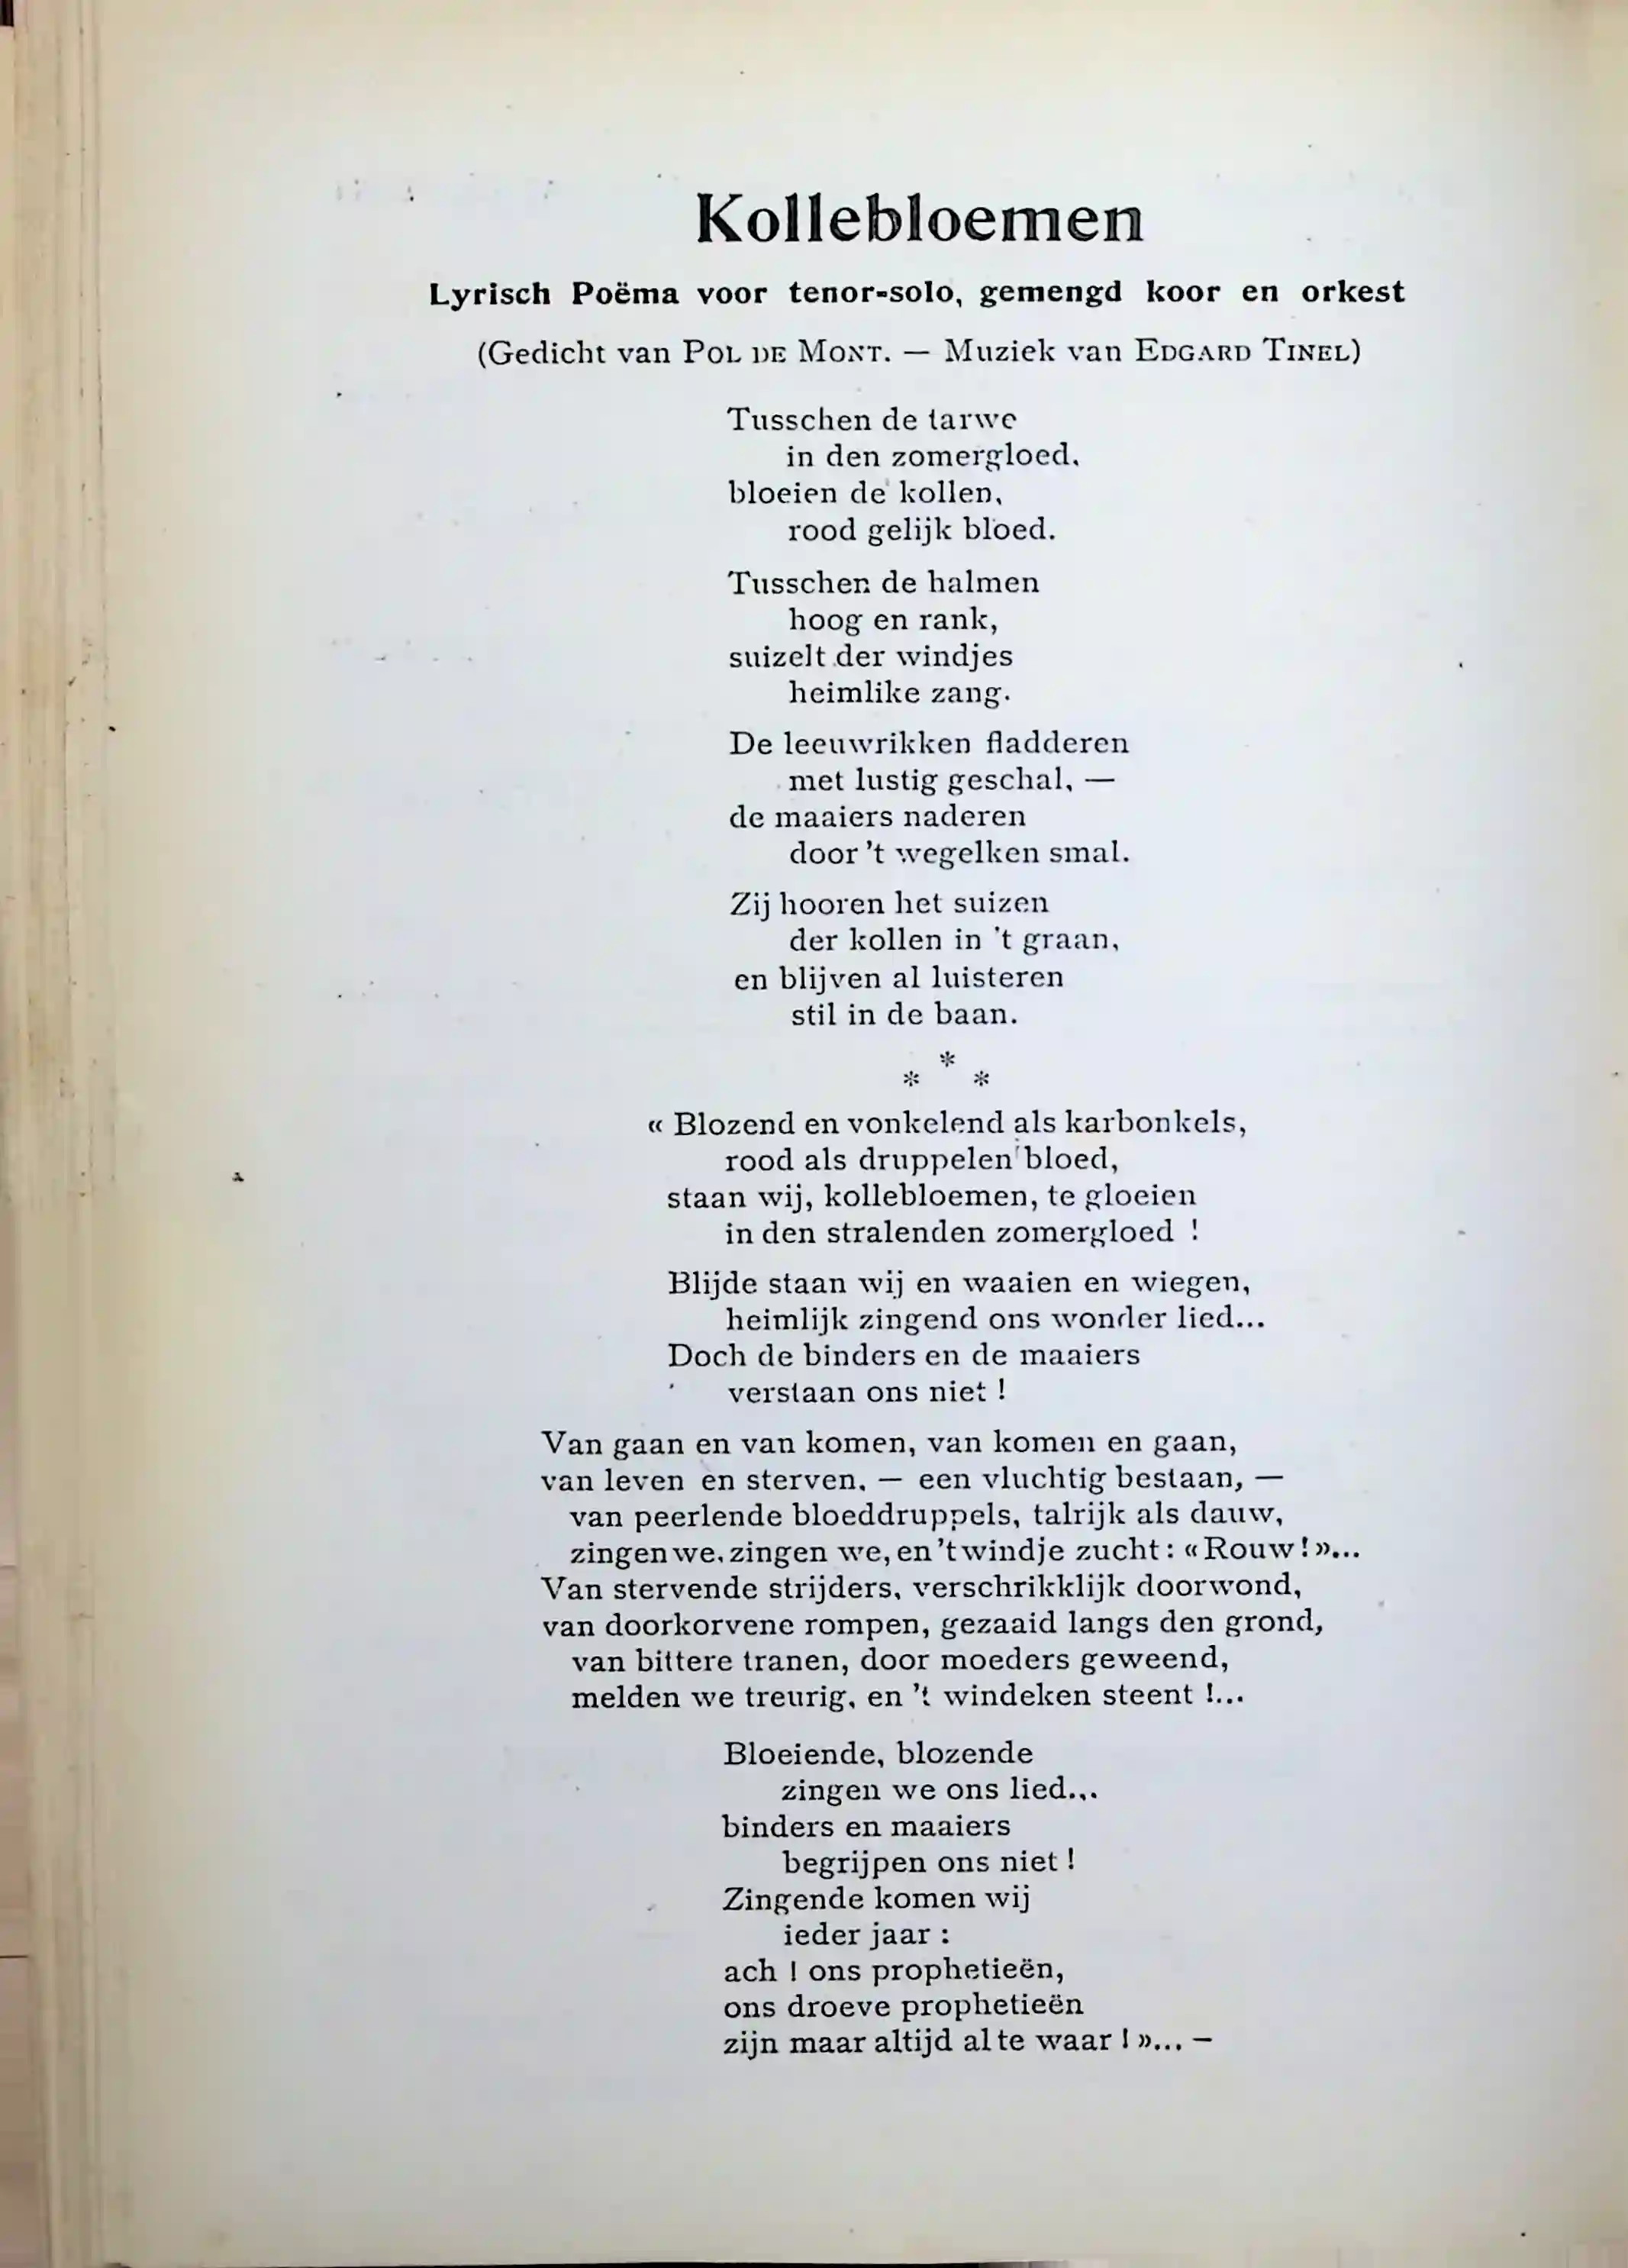 Kollebloemen
Lyrisch Poëma voor tenor-solo, gemengd koor en orkest
(Gedicht van POL DE MONT. — Muziek van EDGARD TINEL)
Tusschen de tarwe
in den zomergloed,
bloeien de kollen,
rood gelijk bloed.
Tusschen de halmen
hoog en rank,
suizelt der windjes
heimlike zang.
De leeuwrikken fladderen
met lustig geschal, —
de maaiers naderen
door 't wegelken smal.
Zij hooren het suizen
der kollen in 't graan,
en blijven al luisteren
stil in de baan.
*
* *
« Blozend en vonkelend als karbonkels,
rood als druppelen bloed,
staan wij, kollebloemen, te gloeien
in den stralenden zomergloed !
Blijde staan wij en waaien en wiegen,
heimlijk zingend ons wonder lied...
Doch de binders en de maaiers
verstaan ons niet !
Van gaan en van komen, van komen en gaan,
van leven en sterven, — een vluchtig bestaan, —
van peerlende bloeddruppels, talrijk als dauw,
zingen we, zingen we, en 't windje zucht : « Rouw ! »...
Van stervende strijders, verschrikklijk doorwond,
van doorkorvene rompen, gezaaid langs den grond,
van bittere tranen, door moeders geweend,
melden we treurig, en 't windeken steent !...
Bloeiende, blozende
zingen we ons lied...
binders en maaiers
begrijpen ons niet !
Zingende komen wij
ieder jaar :
ach ! ons prophetieën,
ons droeve prophetieën
zijn maar altijd al te waar ! »... —